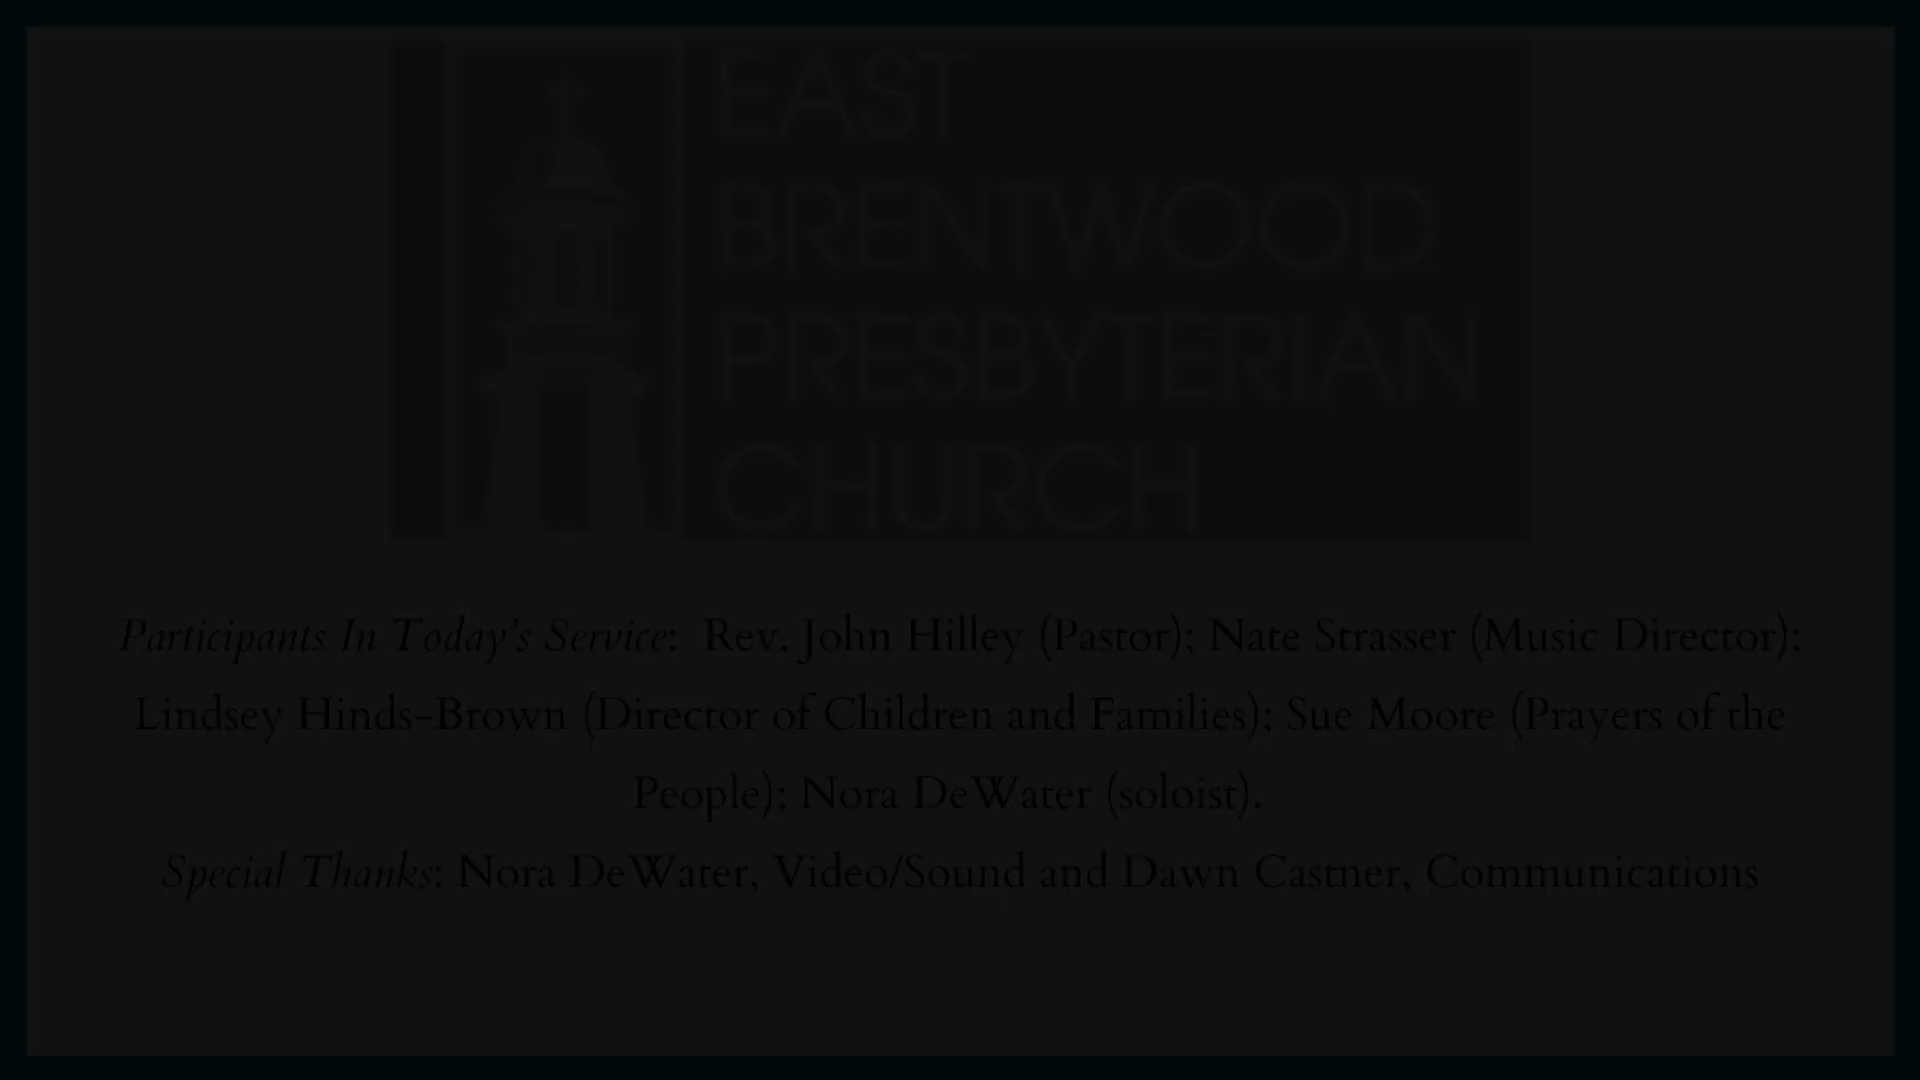 EAST
BRENTWOOD
PRESBYTERIAN
CHURCH
Participants In Today's Service: Rev. John Hilley (Pastor); Nate Strasser (Music Director);
Lindsey Hinds-Brown (Director of Children and Families); Sue Moore (Prayers of the
People); Nora DeWater (soloist).
Special Thanks: Nora DeWater, Video/Sound and Dawn Castner, Communications